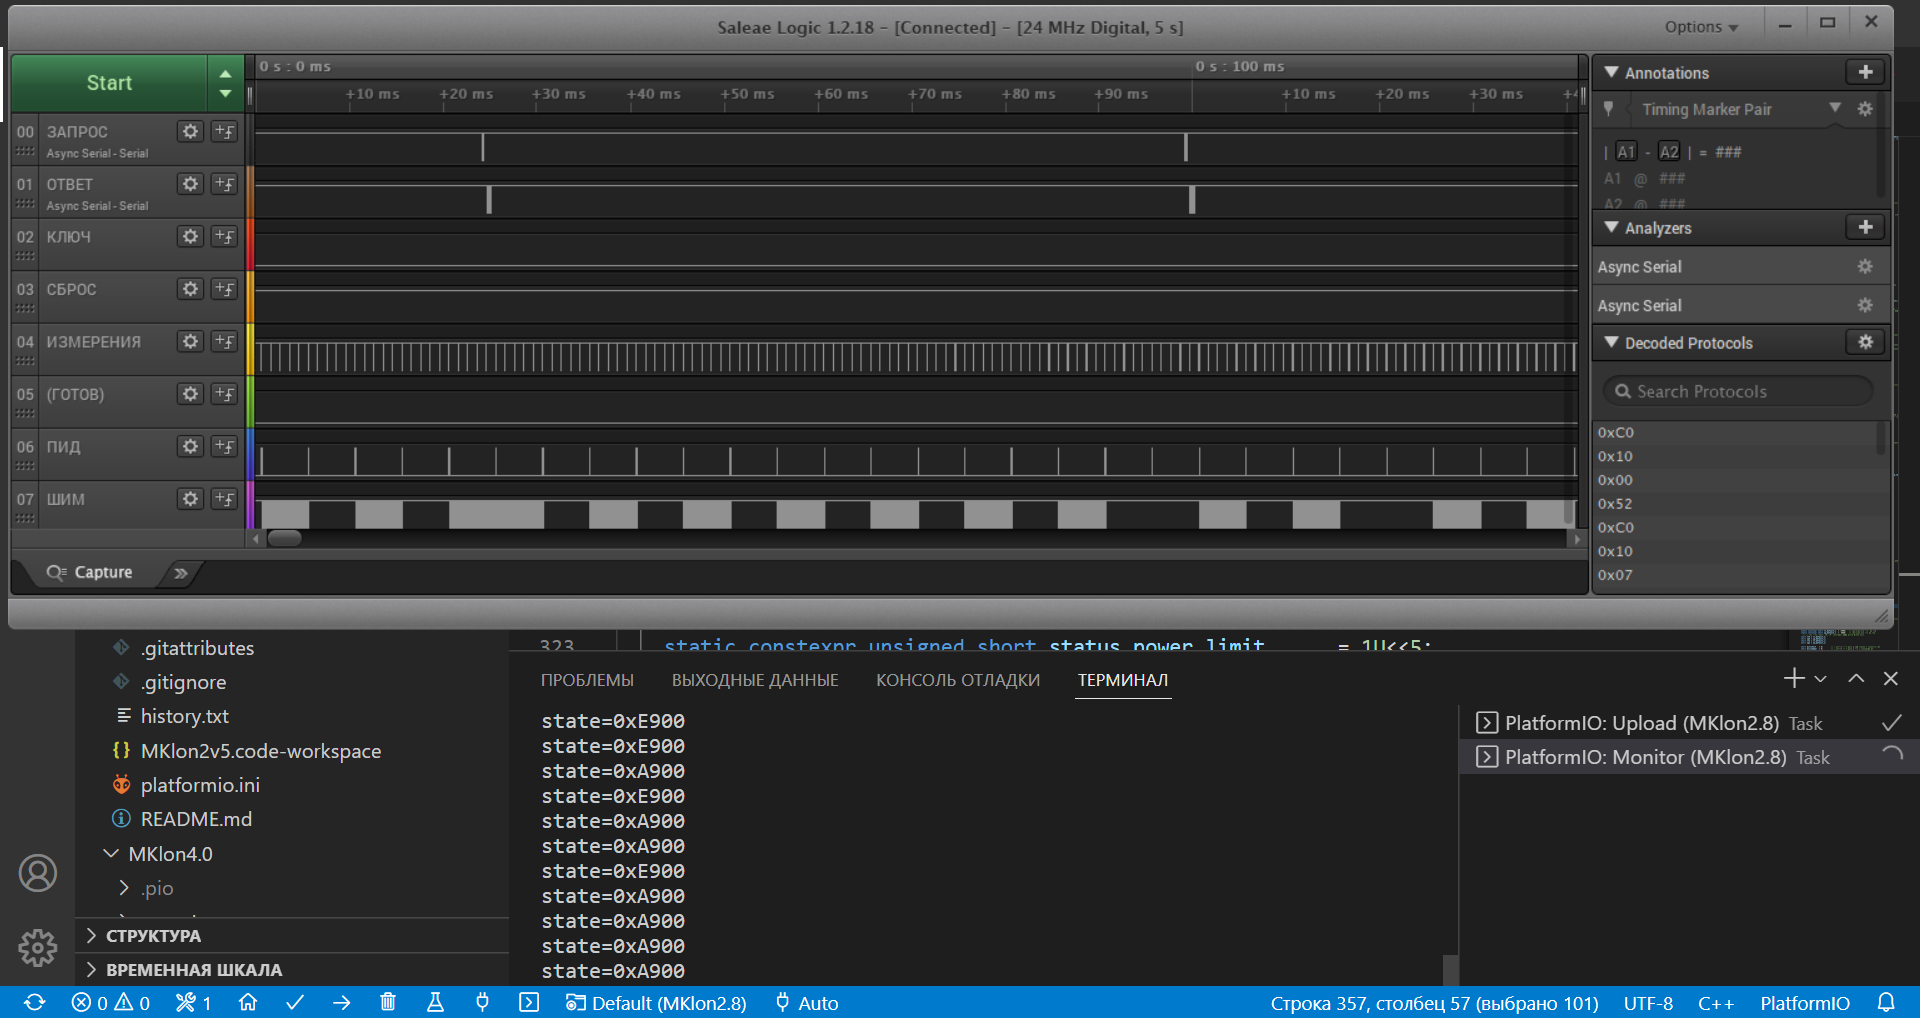 Saleae Logic 1.2.18 - [Connected] - [24 MHz Digital, 5 s]
Options
Start
0 s : 0 ms
0 s : 100 ms
+10 ms
+20 ms
+30 ms
+40 ms
+50 ms
+60 ms
+70 ms
+80 ms
+90 ms
+10 ms
+20 ms
+30 ms
00 ЗАПРОС
Async Serial - Serial
01 ОТВЕТ
Async Serial - Serial
02 КЛЮЧ
03 СБРОС
04 ИЗМЕРЕНИЯ
05 (ГОТОВ)
06 ПИД
07 ШИМ
Capture
Annotations
Timing Marker Pair
| A1 - A2 | = ###
A1 @ ###
A2 @ ###
Analyzers
Async Serial
Async Serial
Decoded Protocols
Search Protocols
0xC0
0x10
0x00
0x52
0xC0
0x10
0x07
.gitattributes
.gitignore
history.txt
MKlon2v5.code-workspace
platformio.ini
README.md
MKlon4.0
.pio
СТРУКТУРА
ВРЕМЕННАЯ ШКАЛА
323 static constexpr unsigned short status_power_limit = 1U<<5;
ПРОБЛЕМЫ ВЫХОДНЫЕ ДАННЫЕ КОНСОЛЬ ОТЛАДКИ ТЕРМИНАЛ
state=0xE900
state=0xE900
state=0xA900
state=0xE900
state=0xA900
state=0xA900
state=0xE900
state=0xA900
state=0xA900
state=0xA900
state=0xA900
PlatformIO: Upload (MKlon2.8) Task
PlatformIO: Monitor (MKlon2.8) Task
0 0 1 Default (MKlon2.8) Auto Строка 357, столбец 57 (выбрано 101) UTF-8 C++ PlatformIO